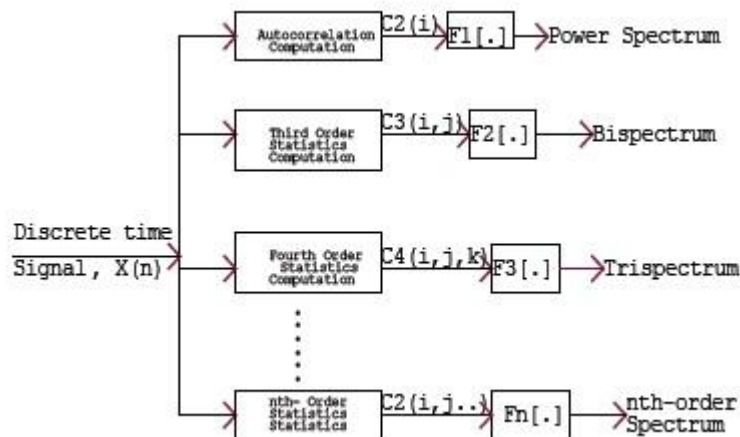 Autocorrelation
Computation
C2(i)
F1[.]
Power Spectrum
Third Order
Statistics
Computation
C3(i,j)
F2[.]
Bispectrum
Discrete time
Signal, X(n)
Fourth Order
Statistics
Computation
C4(i,j,k)
F3[.]
Trispectrum
nth- Order
Statistics
Statistics
C2(i,j..)
Fn[.]
nth-order
Spectrum